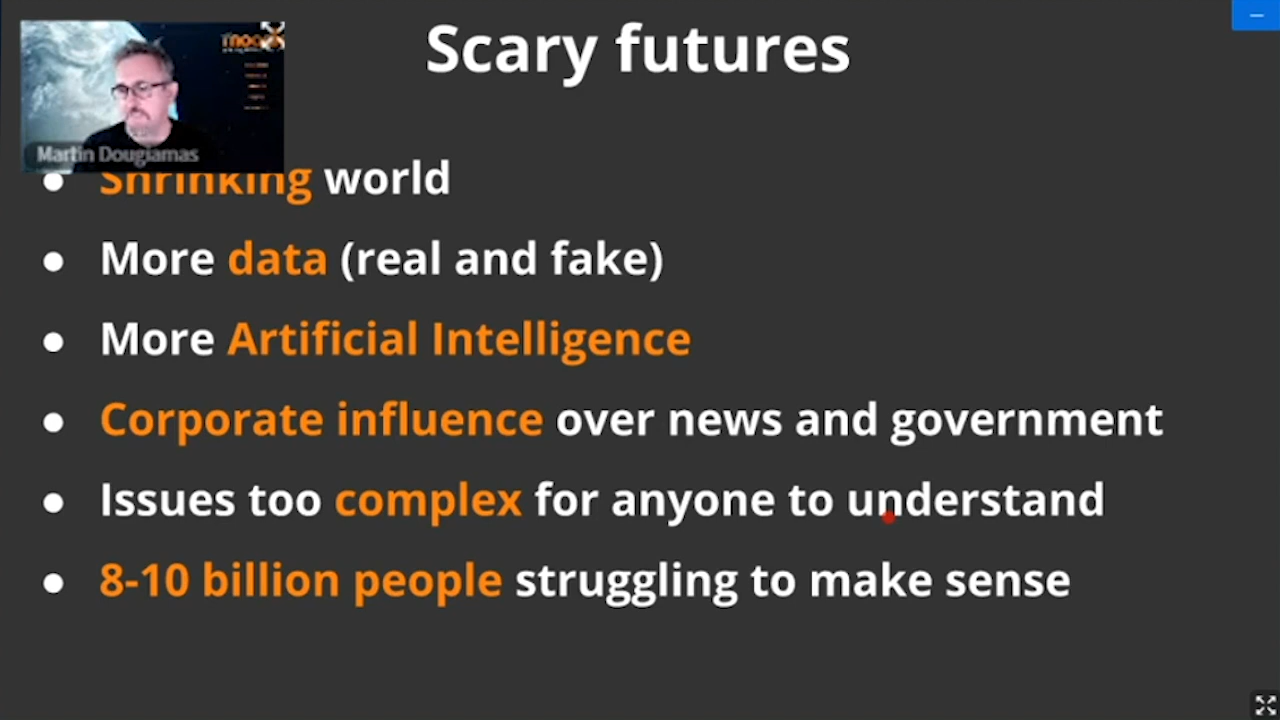 Scary futures
Martin Dougiamas
Shrinking world
More data (real and fake)
More Artificial Intelligence
Corporate influence over news and government
Issues too complex for anyone to understand
8-10 billion people struggling to make sense